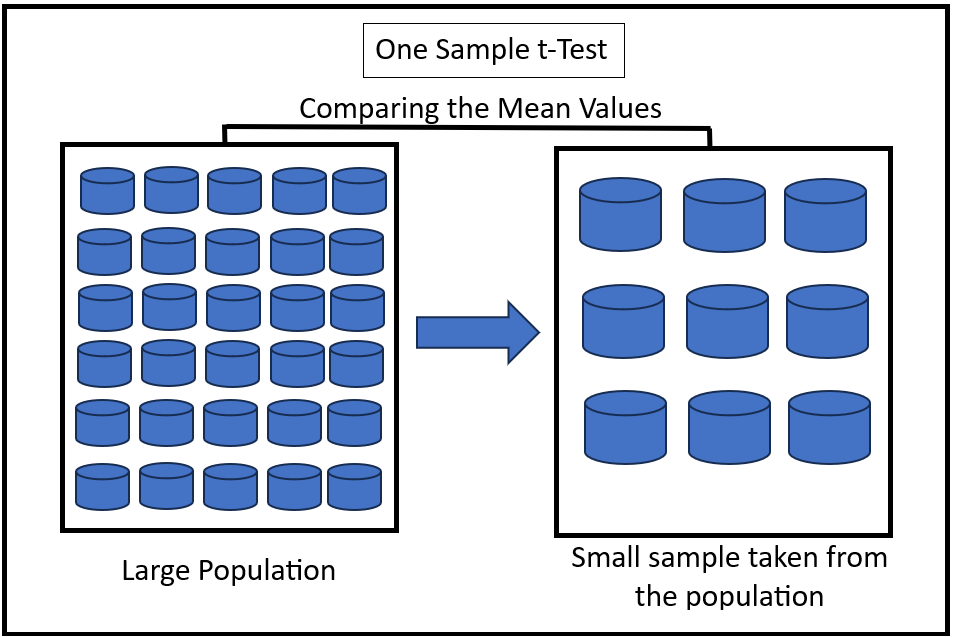 One Sample t-Test
Comparing the Mean Values
Large Population
Small sample taken from
the population